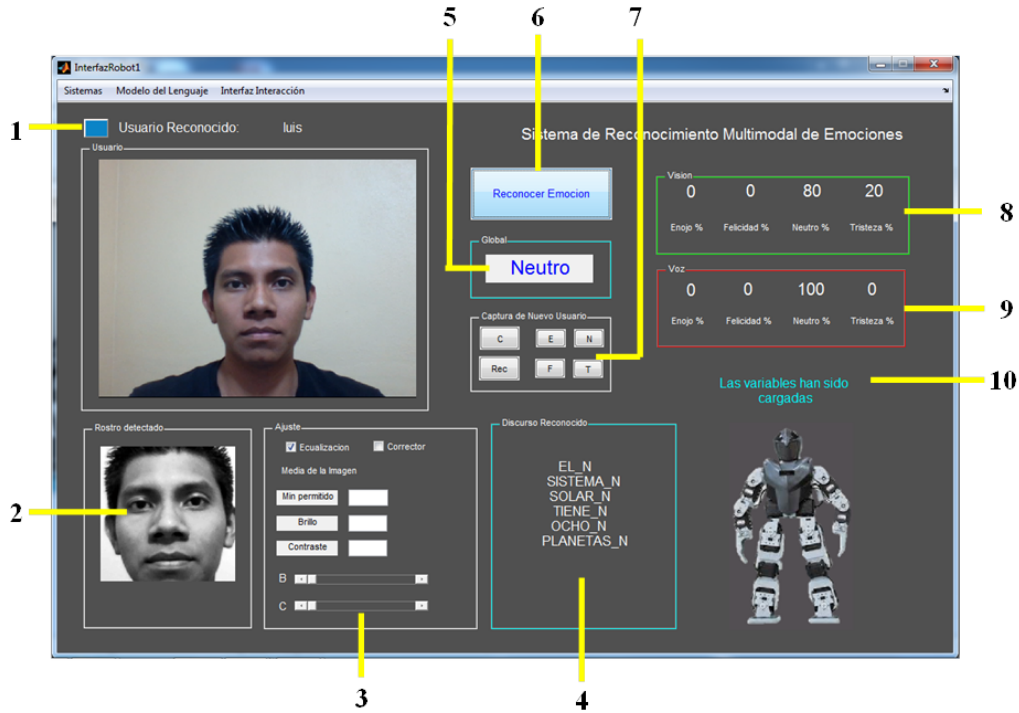 5
6
7
InterfazRobot1
Sistemas Modelo del Lenguaje Interfaz Interacción
1
Usuario Reconocido: luis
Sistema de Reconocimiento Multimodal de Emociones
Usuario
Reconocer Emocion
Vision
0 0 80 20
Enojo % Felicidad % Neutro % Tristeza %
8
Global
Neutro
Voz
0 0 100 0
Enojo % Felicidad % Neutro % Tristeza %
9
Captura de Nuevo Usuario
C E N
Rec F T
Las variables han sido
cargadas
10
Rostro detectado
2
Ajuste
Ecualizacion Corrector
Media de la Imagen
Min permitido
Brillo
Contraste
B
C
3
Discurso Reconocido
EL_N
SISTEMA_N
SOLAR_N
TIENE_N
OCHO_N
PLANETAS_N
4